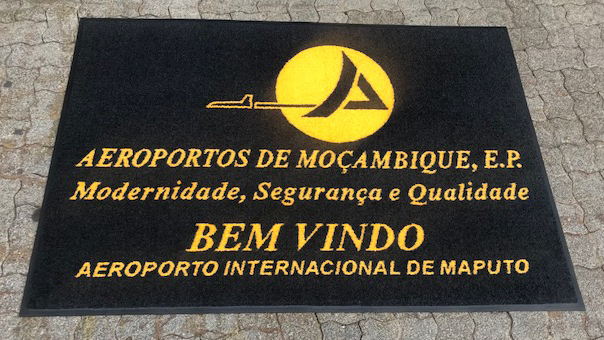 AEROPORTOS DE MOÇAMBIQUE, E.P.
Modernidade, Segurança e Qualidade
BEM VINDO
AEROPORTO INTERNACIONAL DE MAPUTO